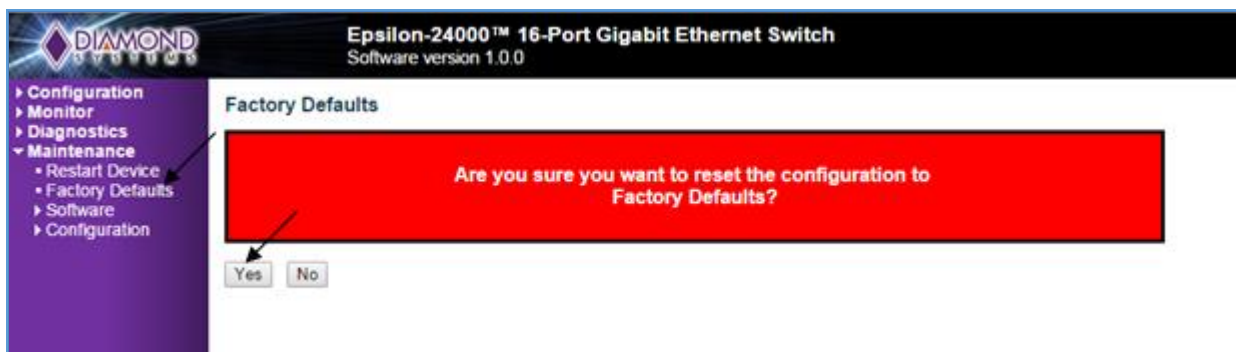 DIAMOND
SYSTEMS
Epsilon-24000™ 16-Port Gigabit Ethernet Switch
Software version 1.0.0
Configuration
Monitor
Diagnostics
Maintenance
Restart Device
Factory Defaults
Software
Configuration
Factory Defaults
Are you sure you want to reset the configuration to
Factory Defaults?
Yes No